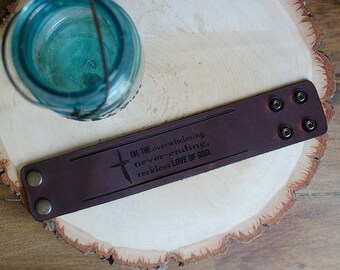 OH, THE overwhelming,
never-ending,
reckless LOVE OF GOD.